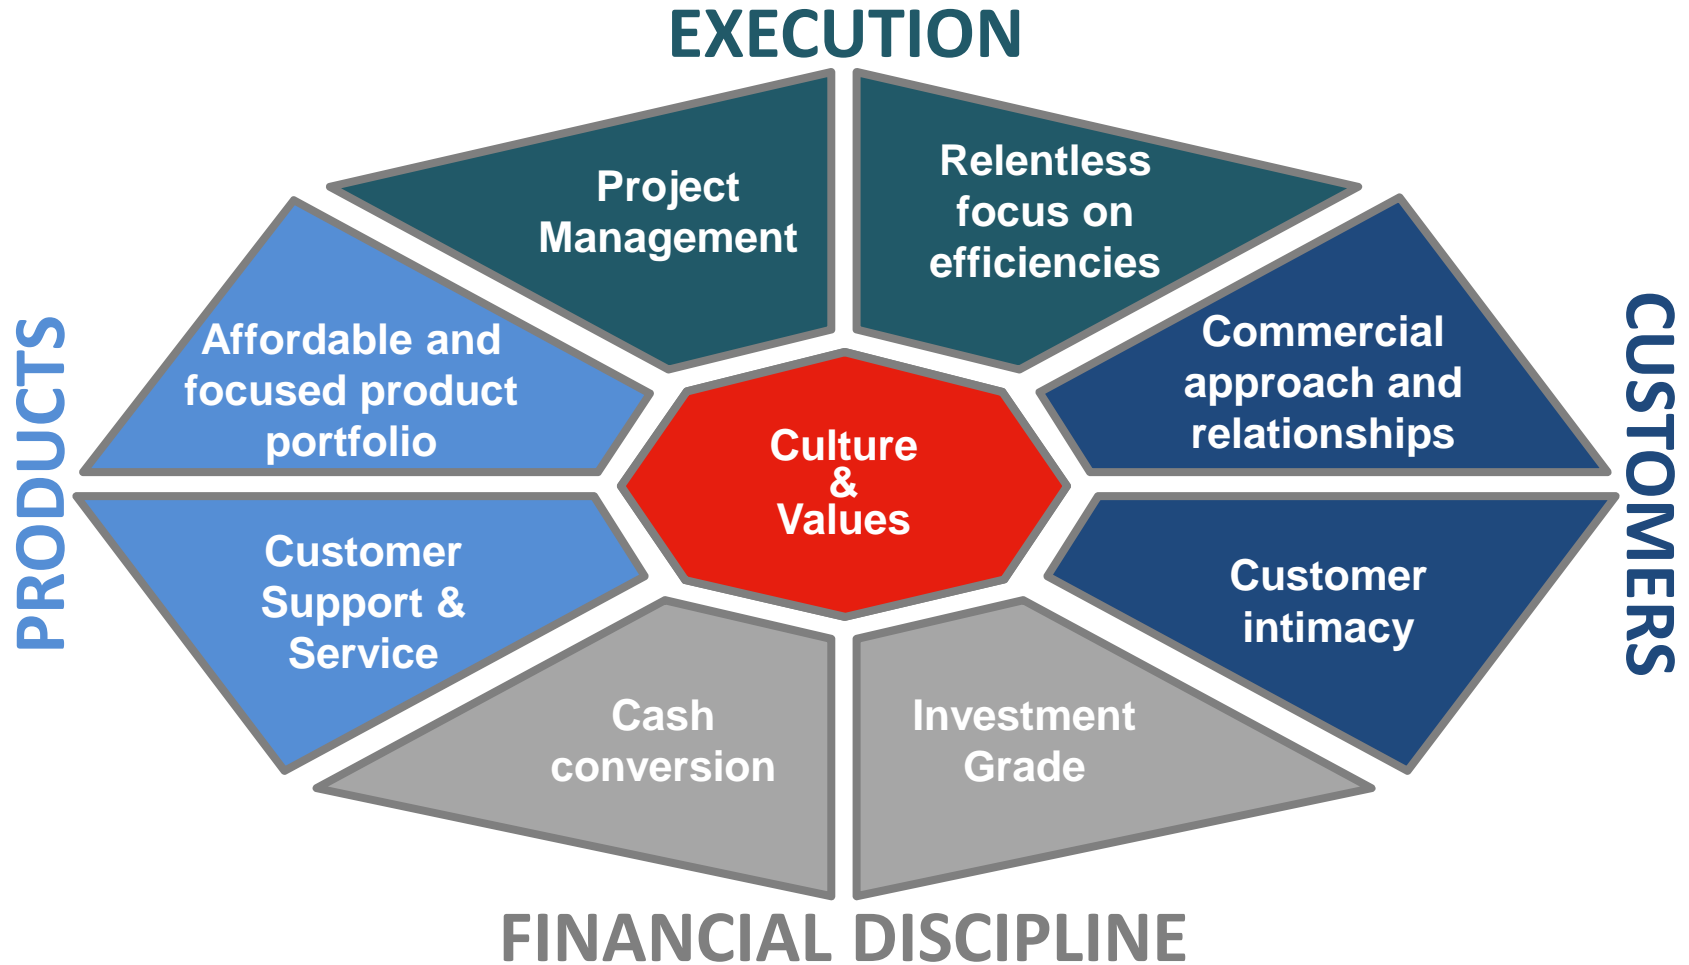 EXECUTION
Project
Management
Relentless
focus on
efficiencies
Affordable and
focused product
portfolio
Commercial
approach and
relationships
PRODUCTS
CUSTOMERS
Culture
&
Values
Customer
Support &
Service
Customer
intimacy
Cash
conversion
Investment
Grade
FINANCIAL DISCIPLINE